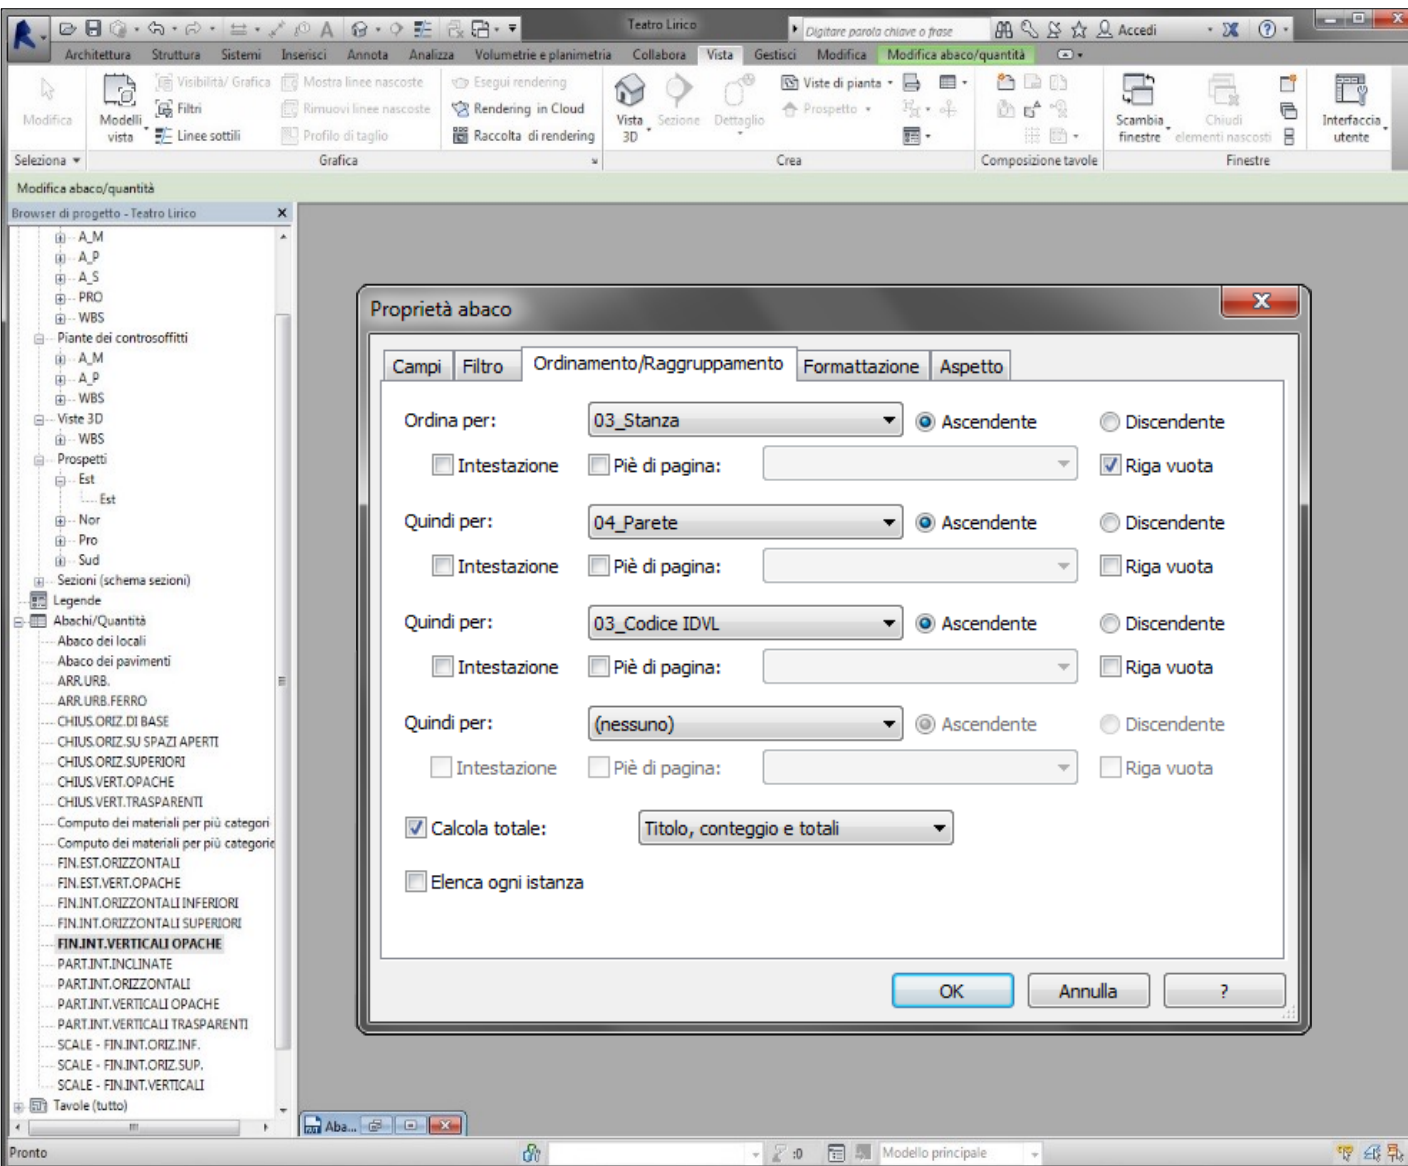 Teatro Lirico
Digitare parola chiave o frase
Accedi
Architettura Struttura Sistemi Inserisci Annota Analizza Volumetrie e planimetria Collabora Vista Gestisci Modifica Modifica abaco/quantità
Modifica
Modelli vista
Visibilità/ Grafica
Filtri
Linee sottili
Mostra linee nascoste
Rimuovi linee nascoste
Profilo di taglio
Esegui rendering
Rendering in Cloud
Raccolta di rendering
Vista 3D
Sezione
Dettaglio
Viste di pianta
Prospetto
Scambia finestre
Chiudi elementi nascosti
Interfaccia utente
Seleziona Grafica Crea Composizione tavole Finestre
Modifica abaco/quantità
Browser di progetto - Teatro Lirico
A_M
A_P
A_S
PRO
WBS
Piante dei controsoffitti
A_M
A_P
WBS
Viste 3D
WBS
Prospetti
Est
Est
Nor
Pro
Sud
Sezioni (schema sezioni)
Legende
Abachi/Quantità
Abaco dei locali
Abaco dei pavimenti
ARR.URB.
ARR.URB.FERRO
CHIUS.ORIZ.DI BASE
CHIUS.ORIZ.SU SPAZI APERTI
CHIUS.ORIZ.SUPERIORI
CHIUS.VERT.OPACHE
CHIUS.VERT.TRASPARENTI
Computo dei materiali per più categori
Computo dei materiali per più categorie
FIN.EST.ORIZZONTALI
FIN.EST.VERT.OPACHE
FIN.INT.ORIZZONTALI INFERIORI
FIN.INT.ORIZZONTALI SUPERIORI
FIN.INT.VERTICALI OPACHE
PART.INT.INCLINATE
PART.INT.ORIZZONTALI
PART.INT.VERTICALI OPACHE
PART.INT.VERTICALI TRASPARENTI
SCALE - FIN.INT.ORIZ.INF.
SCALE - FIN.INT.ORIZ.SUP.
SCALE - FIN.INT.VERTICALI
Tavole (tutto)
Proprietà abaco
Campi Filtro Ordinamento/Raggruppamento Formattazione Aspetto
Ordina per: 03_Stanza Ascendente Discendente
Intestazione Piè di pagina: Riga vuota
Quindi per: 04_Parete Ascendente Discendente
Intestazione Piè di pagina: Riga vuota
Quindi per: 03_Codice IDVL Ascendente Discendente
Intestazione Piè di pagina: Riga vuota
Quindi per: (nessuno) Ascendente Discendente
Intestazione Piè di pagina: Riga vuota
Calcola totale: Titolo, conteggio e totali
Elenca ogni istanza
OK Annulla ?
Aba...
Pronto :0 Modello principale